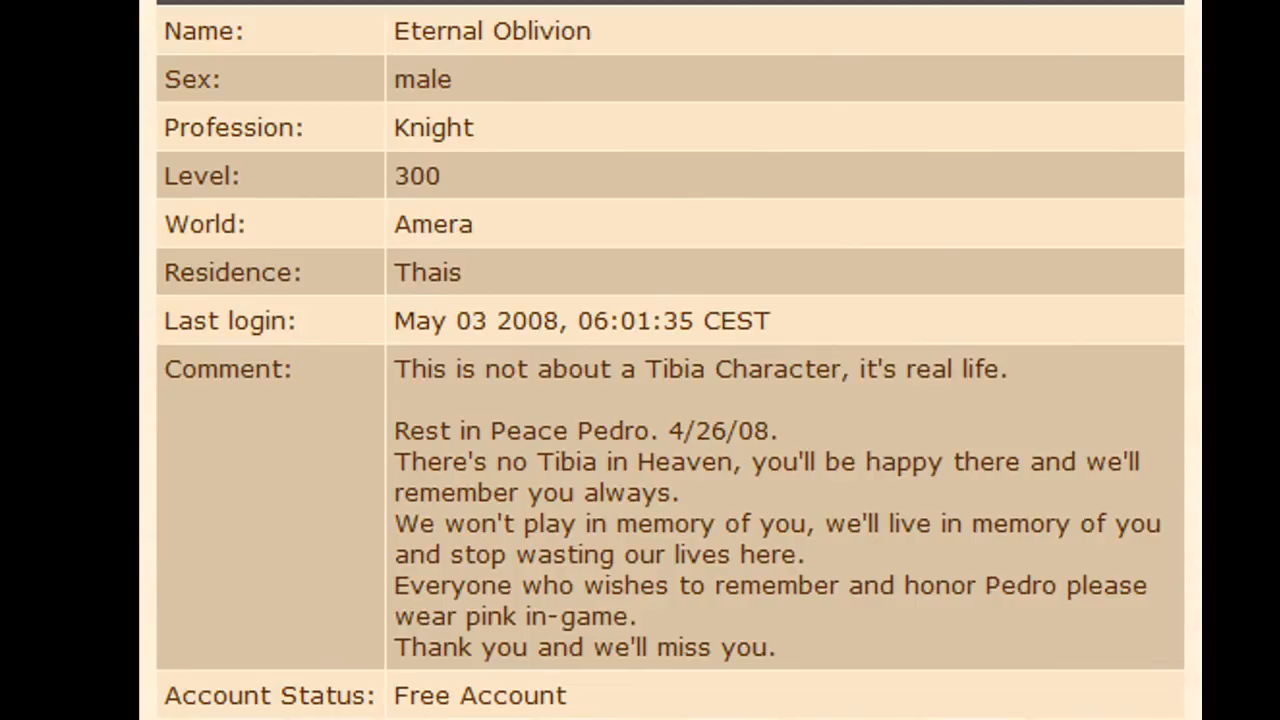 Name: Eternal Oblivion
Sex: male
Profession: Knight
Level: 300
World: Amera
Residence: Thais
Last login: May 03 2008, 06:01:35 CEST
Comment: This is not about a Tibia Character, it's real life.
Rest in Peace Pedro. 4/26/08.
There's no Tibia in Heaven, you'll be happy there and we'll
remember you always.
We won't play in memory of you, we'll live in memory of you
and stop wasting our lives here.
Everyone who wishes to remember and honor Pedro please
wear pink in-game.
Thank you and we'll miss you.
Account Status: Free Account